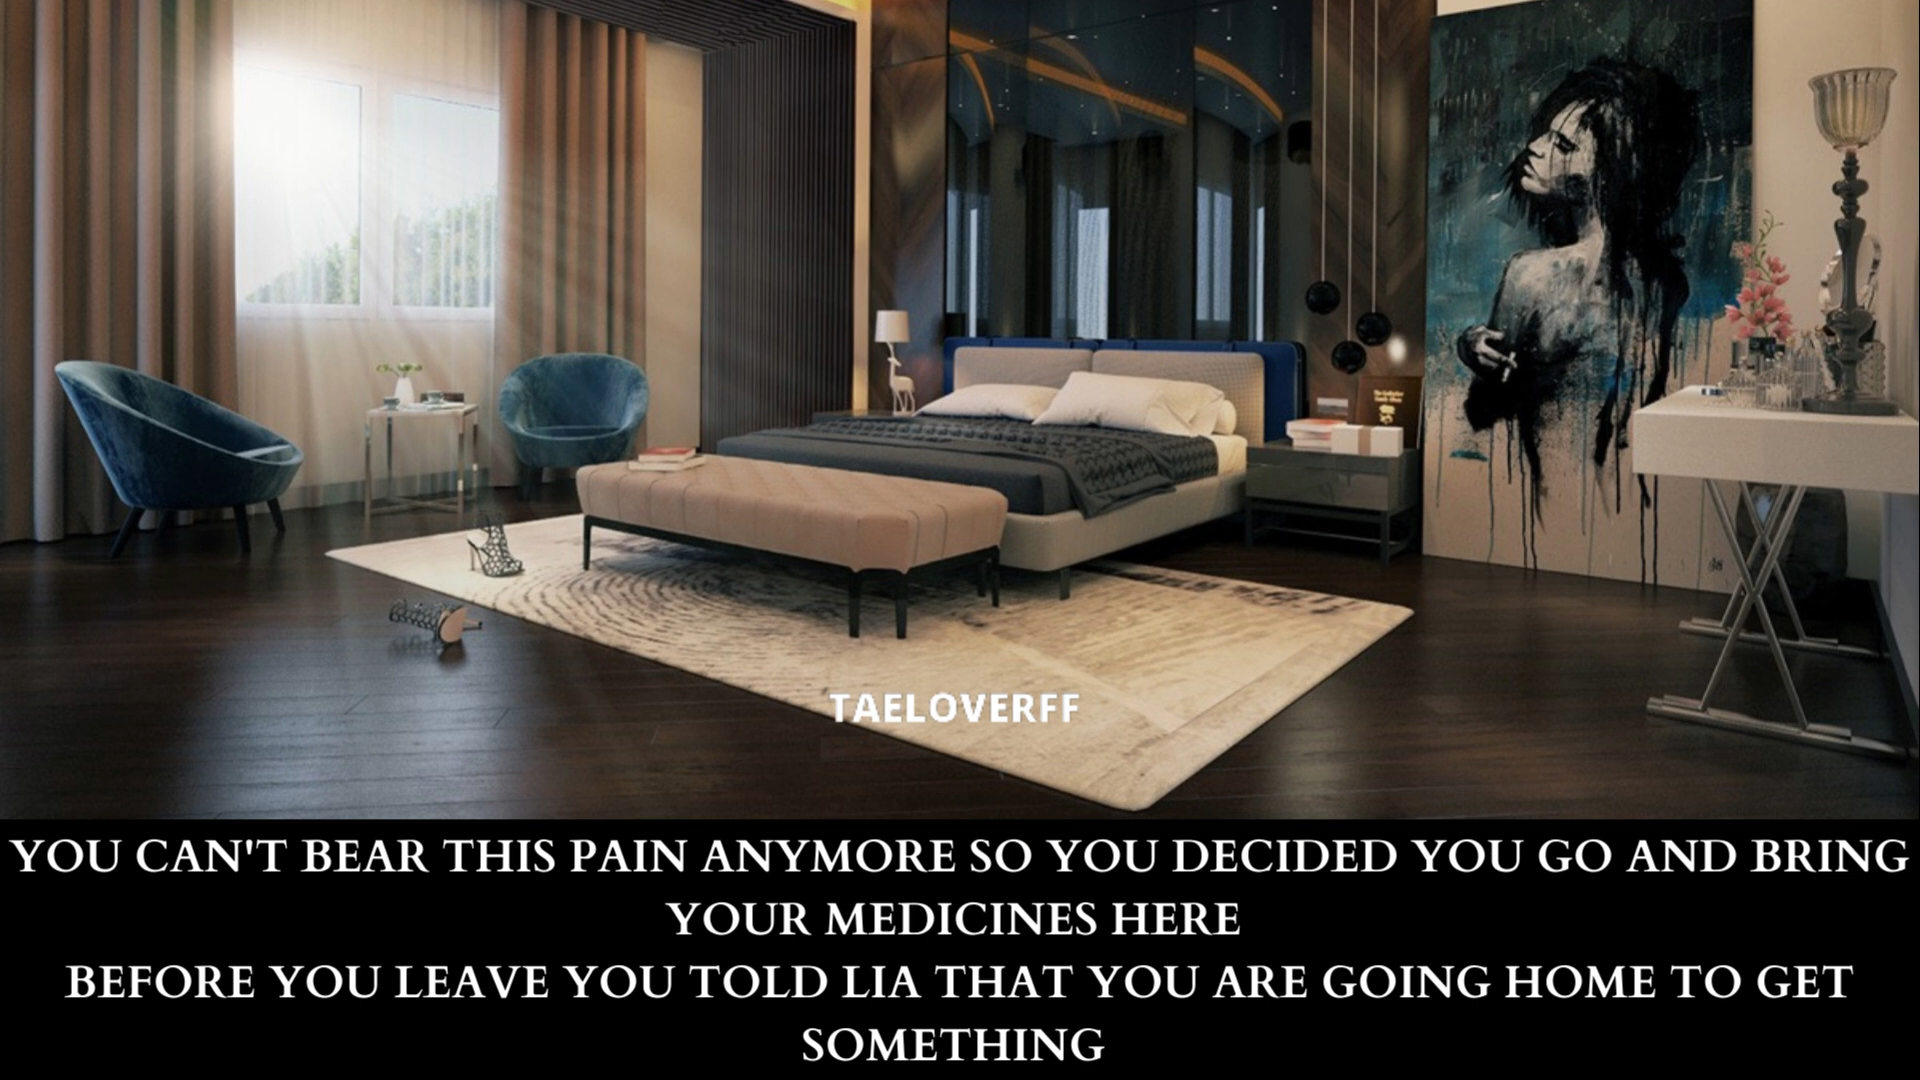 TAELOVERFF
YOU CAN'T BEAR THIS PAIN ANYMORE SO YOU DECIDED YOU GO AND BRING
YOUR MEDICINES HERE
BEFORE YOU LEAVE YOU TOLD LIA THAT YOU ARE GOING HOME TO GET
SOMETHING